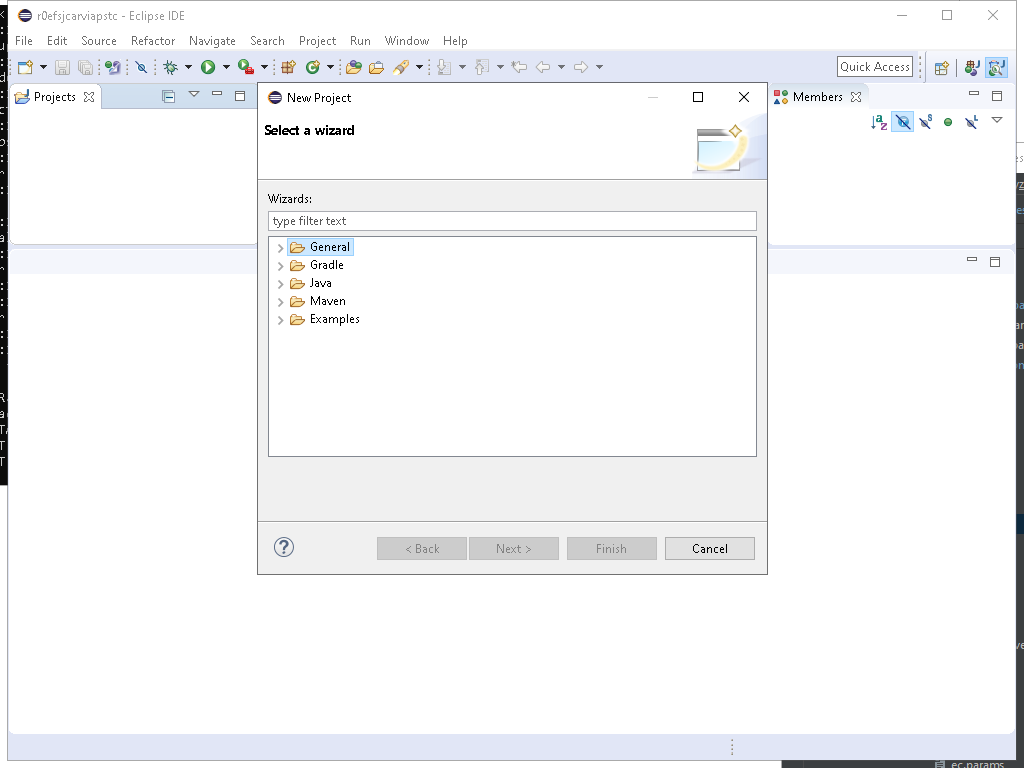 r0efsjcarviapstc - Eclipse IDE
File Edit Source Refactor Navigate Search Project Run Window Help
Quick Access
Projects
New Project
Members
Select a wizard
Wizards:
type filter text
General
Gradle
Java
Maven
Examples
< Back Next > Finish Cancel
ec.params